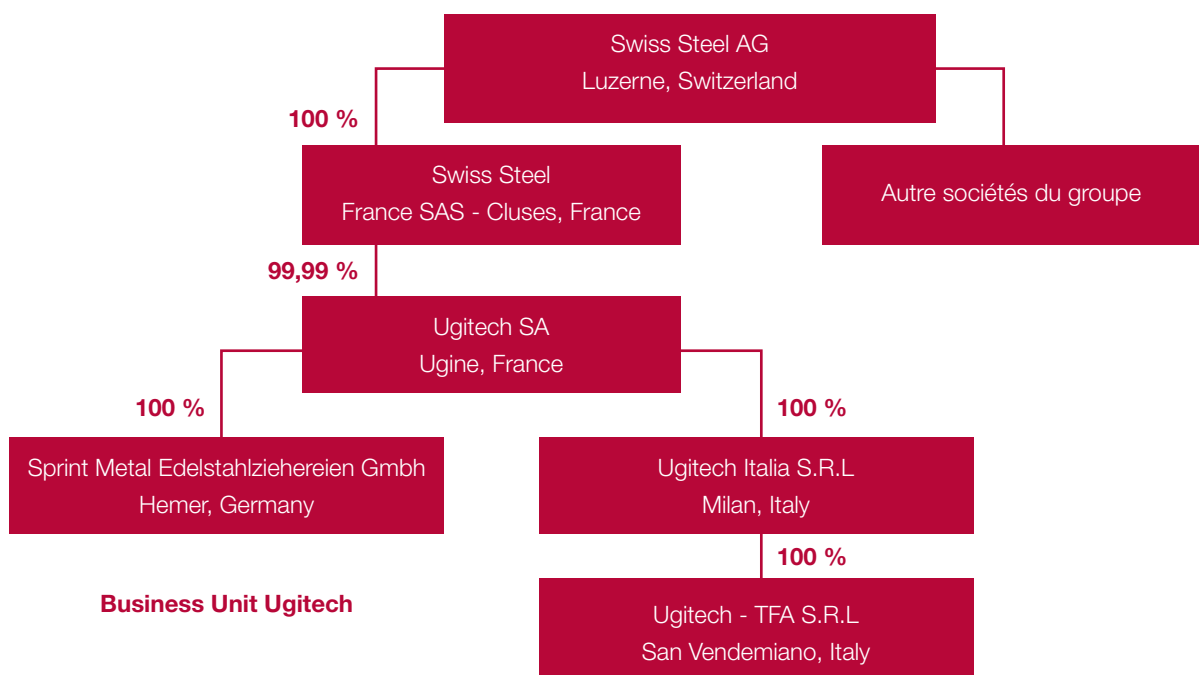 Swiss Steel AG
Luzerne, Switzerland
100 %
Swiss Steel
France SAS - Cluses, France
Autre sociétés du groupe
99,99 %
Ugitech SA
Ugine, France
100 %
100 %
Sprint Metal Edelstahlziehereien Gmbh
Hemer, Germany
Ugitech Italia S.R.L
Milan, Italy
100 %
Business Unit Ugitech
Ugitech - TFA S.R.L
San Vendemiano, Italy